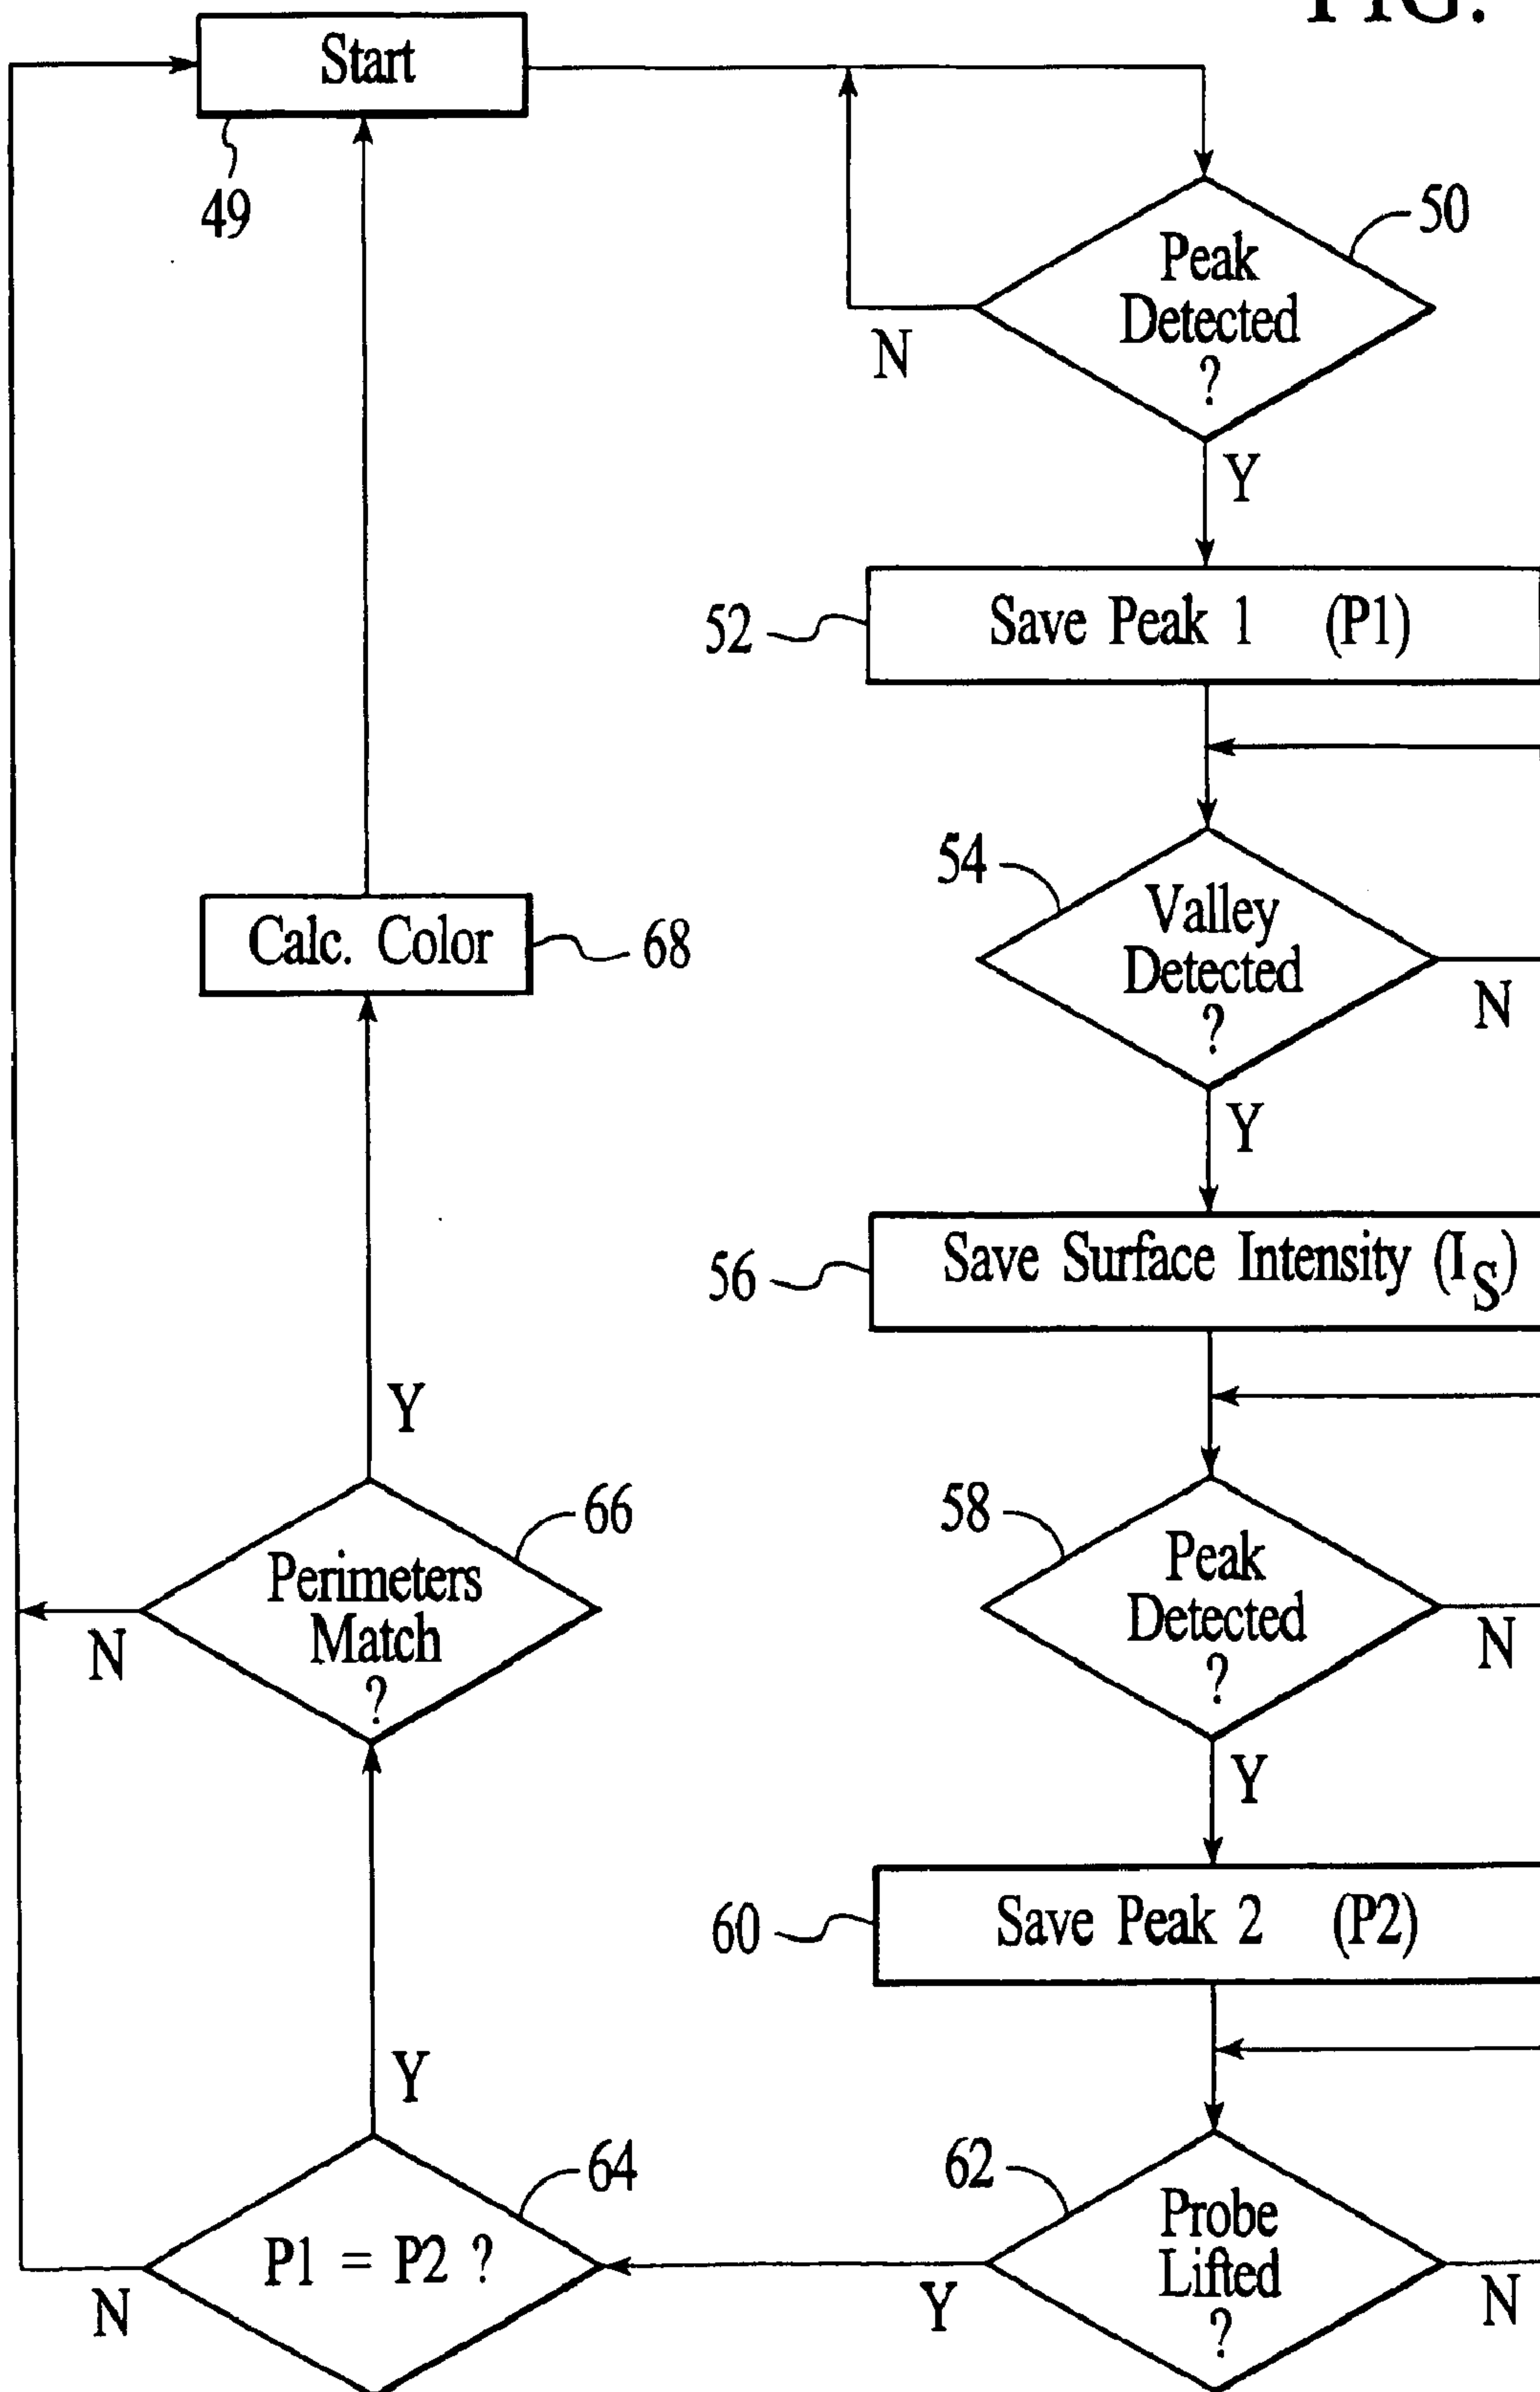 FIG.
Start
49
Peak
Detected
?
50
N
Y
52
Save Peak 1 (P1)
54
Valley
Detected
?
N
Y
68
Calc. Color
56
Save Surface Intensity (IS)
Y
66
Perimeters
Match
?
N
58
Peak
Detected
?
N
Y
60
Save Peak 2 (P2)
Y
64
P1 = P2 ?
N
62
Probe
Lifted
?
Y
N